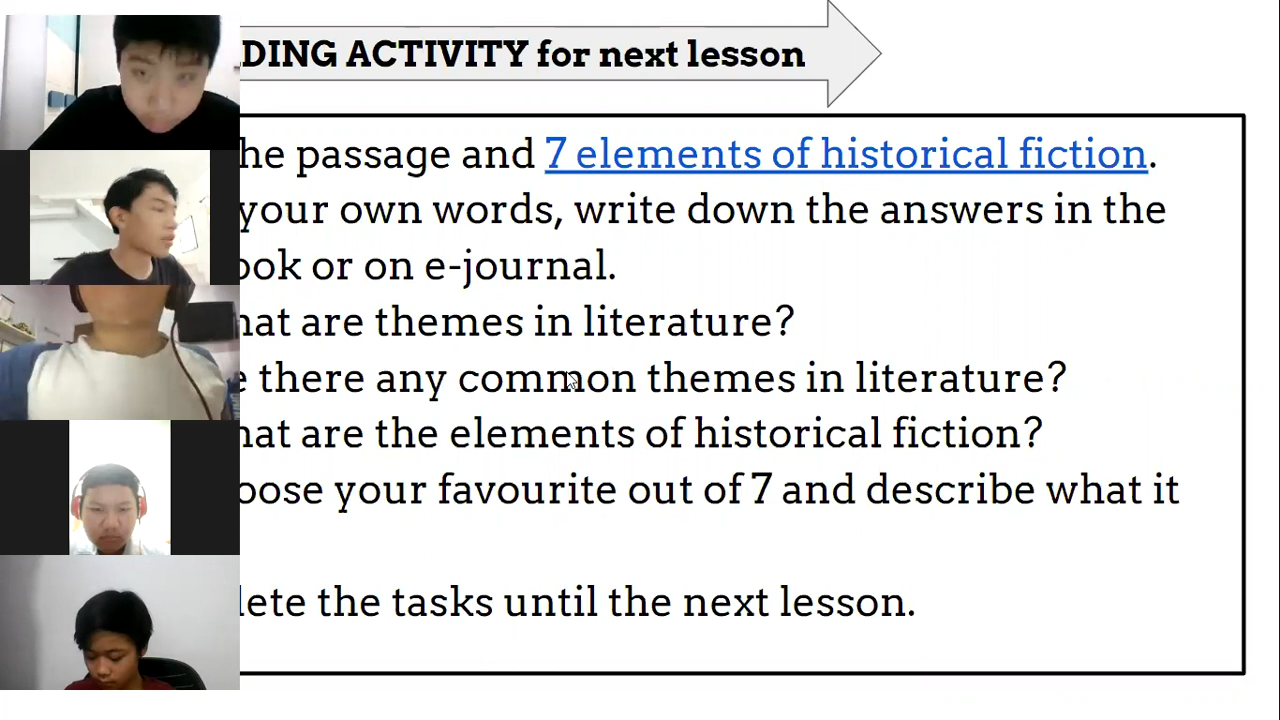 DING ACTIVITY for next lesson
he passage and 7 elements of historical fiction.
your own words, write down the answers in the
ook or on e-journal.
hat are themes in literature?
e there any common themes in literature?
hat are the elements of historical fiction?
oose your favourite out of 7 and describe what it
lete the tasks until the next lesson.